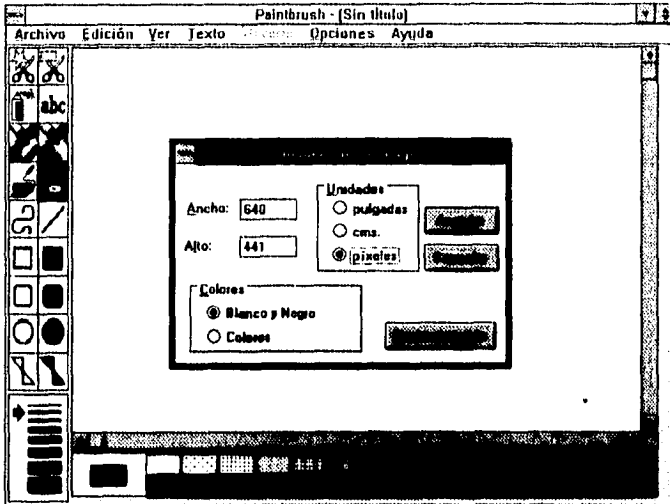 Paintbrush - (Sin título)
Archivo Edición Ver Texto Opciones Ayuda
abc
Ancho: 640
Alto: 441
Unidades
pulgadas
cms.
pixeles
Colores
Blanco y Negro
Colores